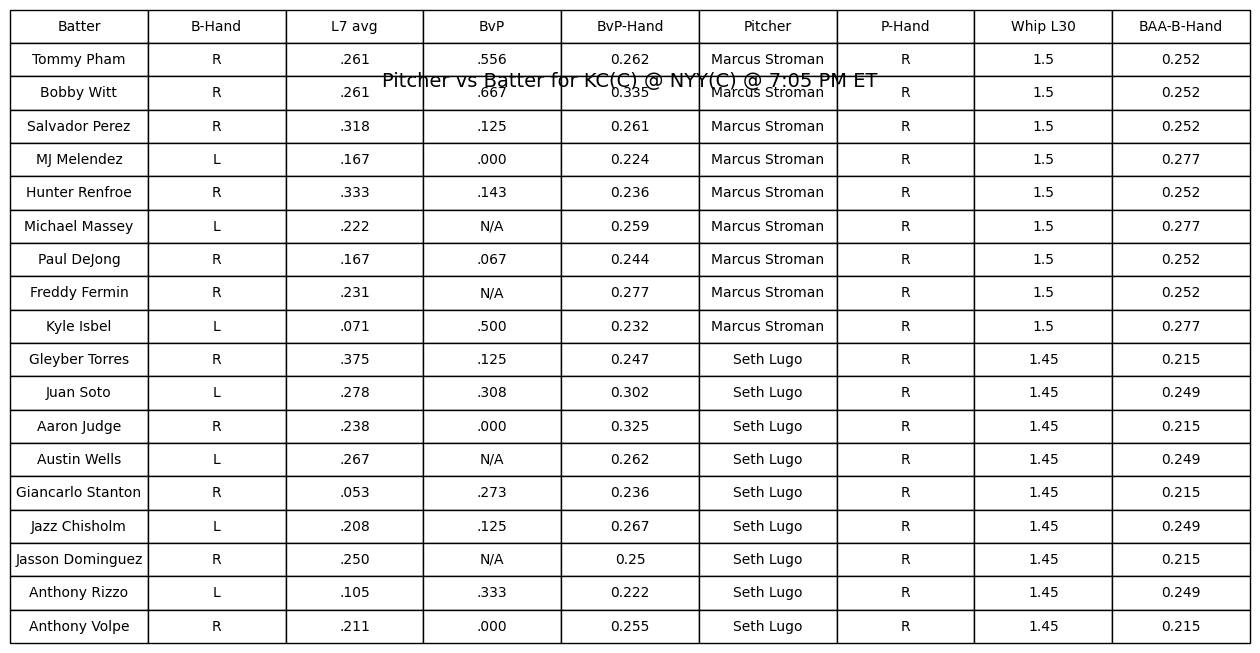 Batter B-Hand L7 avg BvP BvP-Hand Pitcher P-Hand Whip L30 BAA-B-Hand
Tommy Pham R .261 .556 0.262 Marcus Stroman R 1.5 0.252
Pitcher vs Batter for KC(C) @ NYY(C) @ 7:05 PM ET
Bobby Witt R .261 .667 0.335 Marcus Stroman R 1.5 0.252
Salvador Perez R .318 .125 0.261 Marcus Stroman R 1.5 0.252
MJ Melendez L .167 .000 0.224 Marcus Stroman R 1.5 0.277
Hunter Renfroe R .333 .143 0.236 Marcus Stroman R 1.5 0.252
Michael Massey L .222 N/A 0.259 Marcus Stroman R 1.5 0.277
Paul DeJong R .167 .067 0.244 Marcus Stroman R 1.5 0.252
Freddy Fermin R .231 N/A 0.277 Marcus Stroman R 1.5 0.252
Kyle Isbel L .071 .500 0.232 Marcus Stroman R 1.5 0.277
Gleyber Torres R .375 .125 0.247 Seth Lugo R 1.45 0.215
Juan Soto L .278 .308 0.302 Seth Lugo R 1.45 0.249
Aaron Judge R .238 .000 0.325 Seth Lugo R 1.45 0.215
Austin Wells L .267 N/A 0.262 Seth Lugo R 1.45 0.249
Giancarlo Stanton R .053 .273 0.236 Seth Lugo R 1.45 0.215
Jazz Chisholm L .208 .125 0.267 Seth Lugo R 1.45 0.249
Jasson Dominguez R .250 N/A 0.25 Seth Lugo R 1.45 0.215
Anthony Rizzo L .105 .333 0.222 Seth Lugo R 1.45 0.249
Anthony Volpe R .211 .000 0.255 Seth Lugo R 1.45 0.215